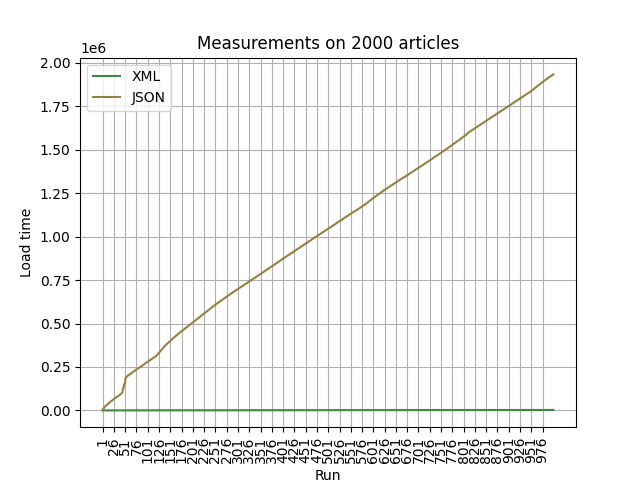 Measurements on 2000 articles
1e6
XML
JSON
2.00
1.75
1.50
1.25
1.00
0.75
0.50
0.25
0.00
Load time
1 26 51 76 101 126 151 176 201 226 251 276 301 326 351 376 401 426 451 476 501 526 551 576 601 626 651 676 701 726 751 776 801 826 851 876 901 926 951 976
Run